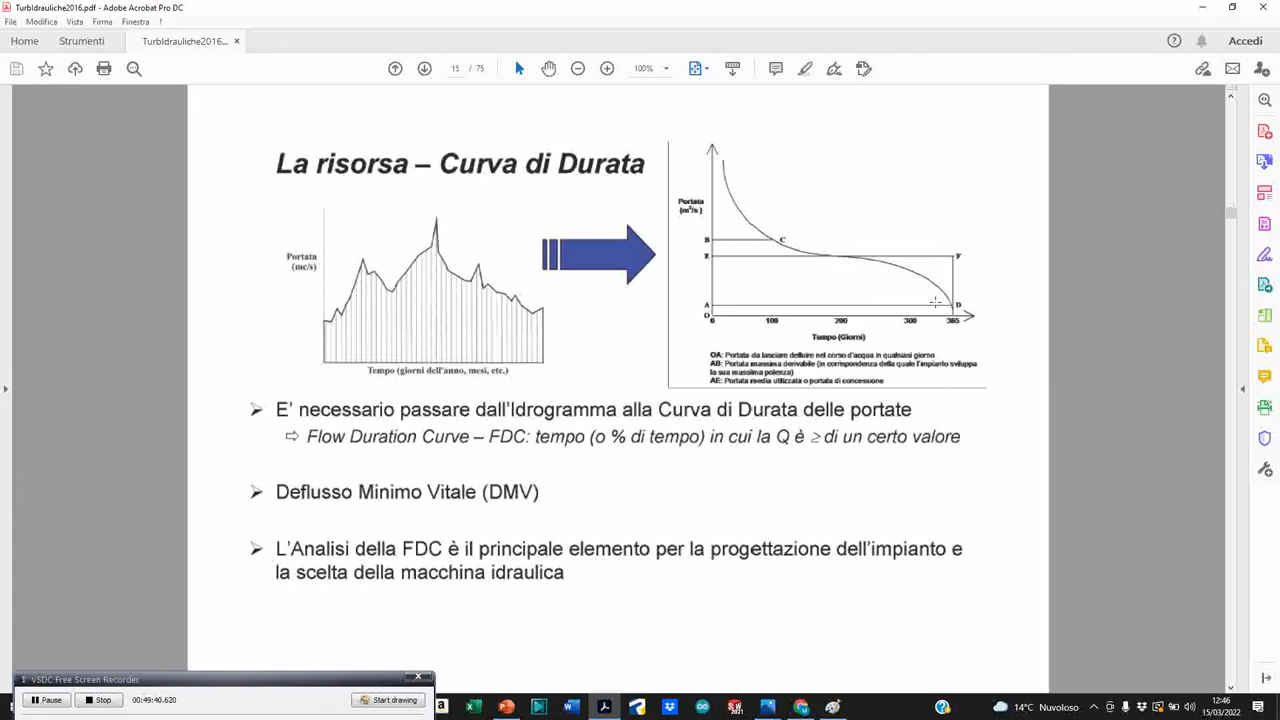 TurbIdrauliche2016.pdf - Adobe Acrobat Pro DC
File Modifica Vista Firma Finestra ?
Home Strumenti TurbIdrauliche2016... × Accedi
15 / 75 100%
La risorsa – Curva di Durata
Portata
(mc/s)
Tempo (giorni dell'anno, mesi, etc.)
Portata
(m³/s )
B C
E F
A D
O
0 100 200 300 365
Tempo (Giorni)
OA: Portata da lasciare defluire nel corso d'acqua in qualsiasi giorno
AB: Portata massima derivabile (in corrispondenza della quale l'impianto sviluppa
la sua massima potenza)
AE: Portata media utilizzata o portata di concessione
➢ E' necessario passare dall'Idrogramma alla Curva di Durata delle portate
⇨ Flow Duration Curve – FDC: tempo (o % di tempo) in cui la Q è ≥ di un certo valore
➢ Deflusso Minimo Vitale (DMV)
➢ L'Analisi della FDC è il principale elemento per la progettazione dell'impianto e
la scelta della macchina idraulica
VSDC Free Screen Recorder
Pause Stop 00:49:40.620 Start drawing
14°C Nuvoloso
12:46
15/03/2022